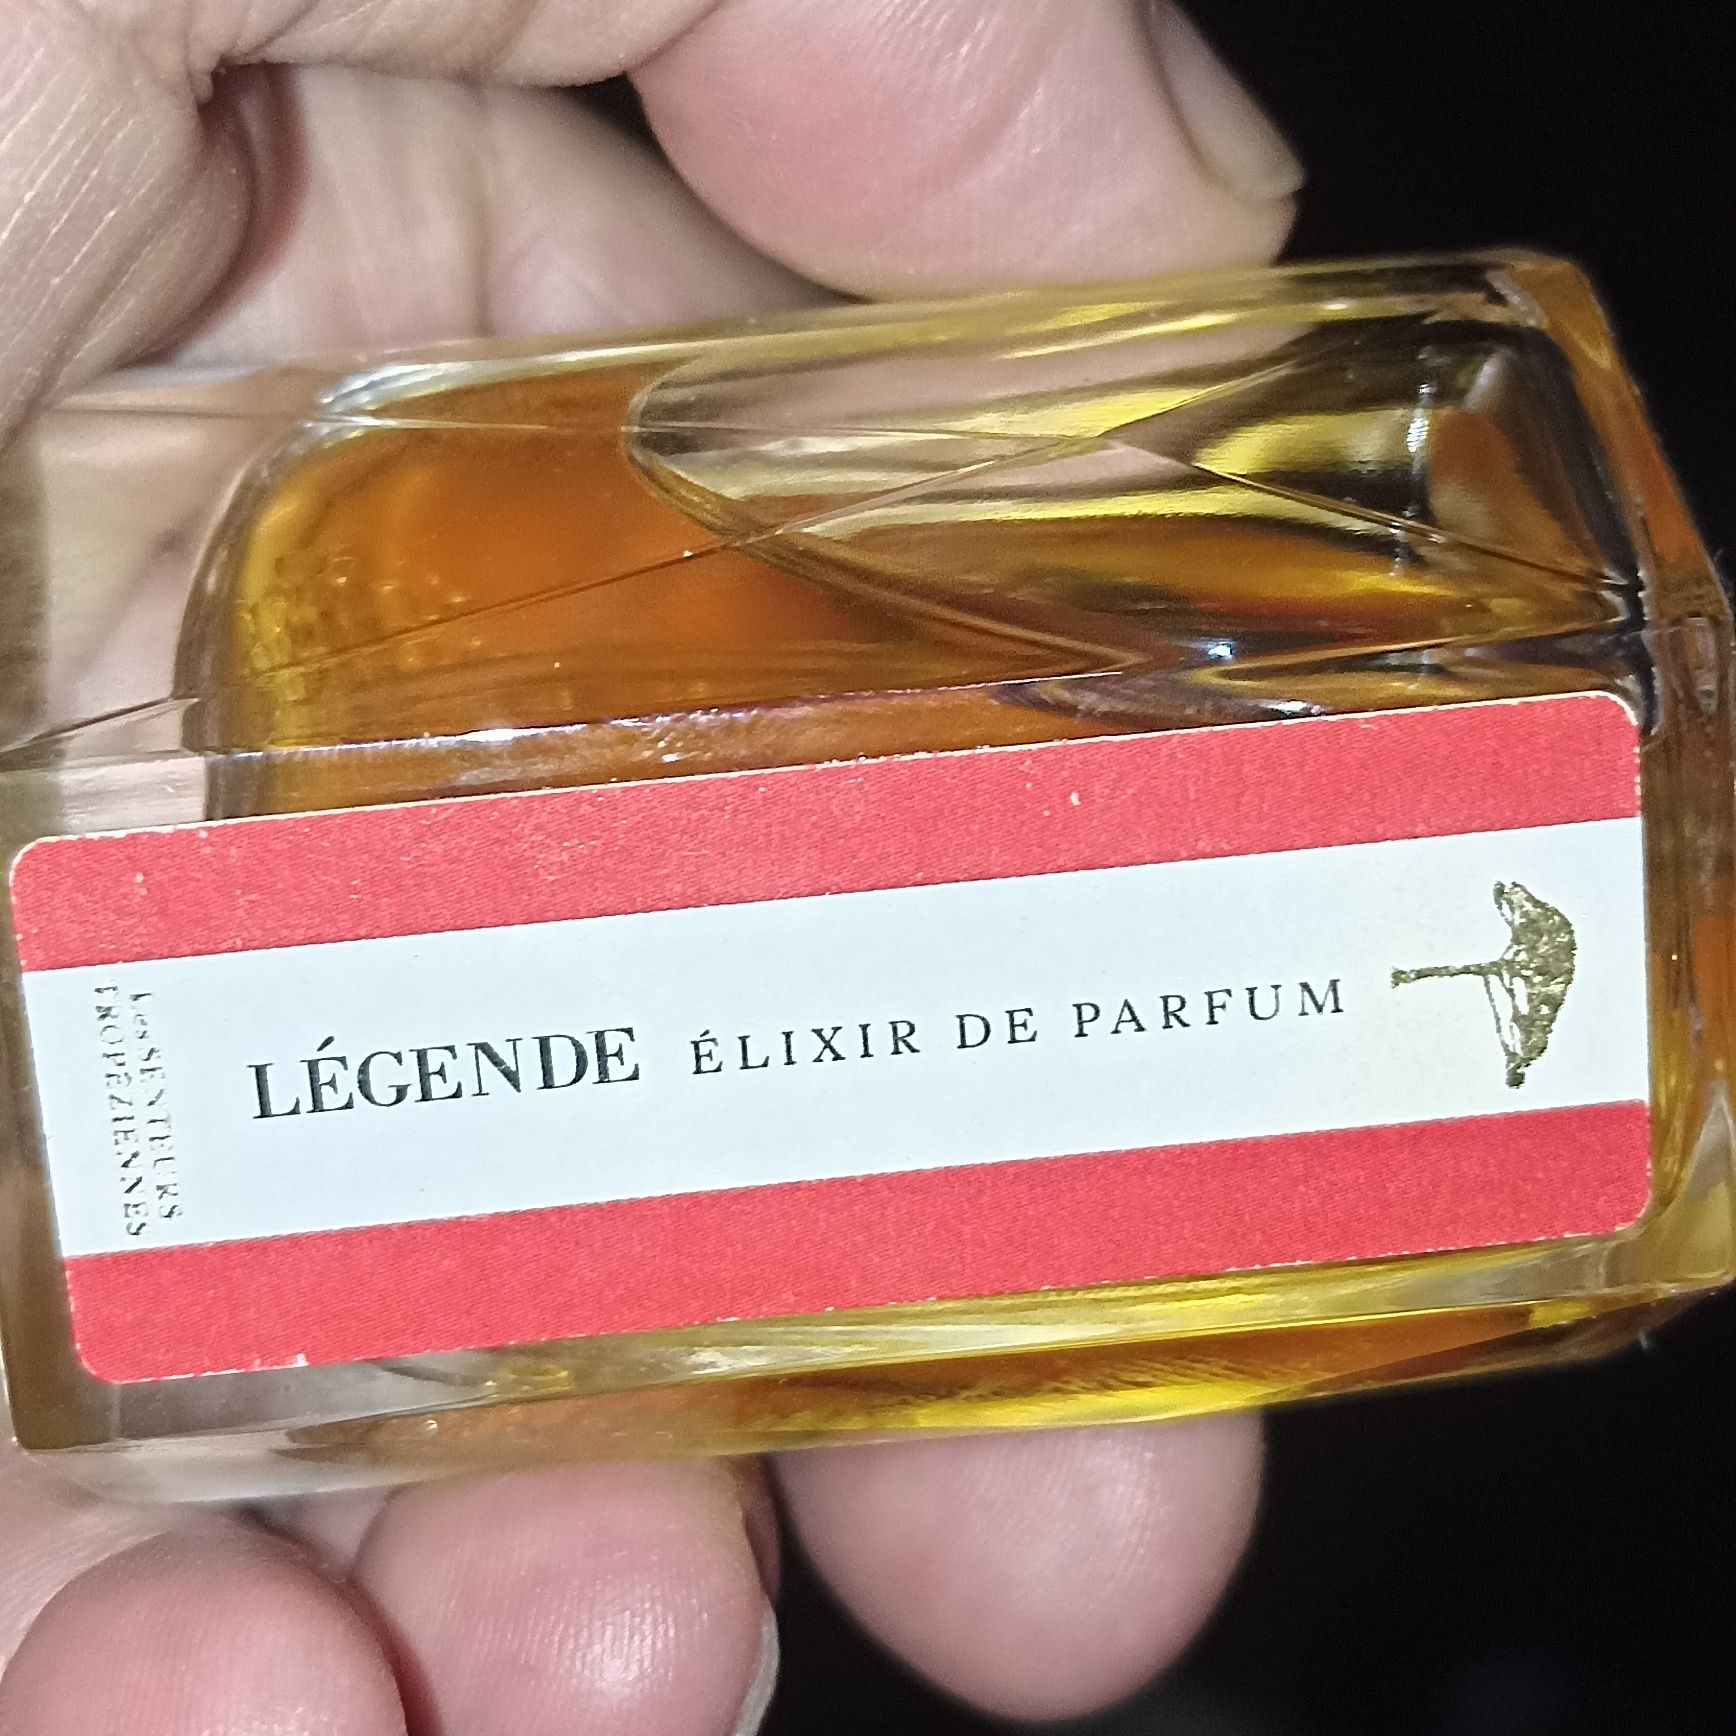 LÉGENDE ÉLIXIR DE PARFUM
Les SENTEURS
TROPÉZIENNES